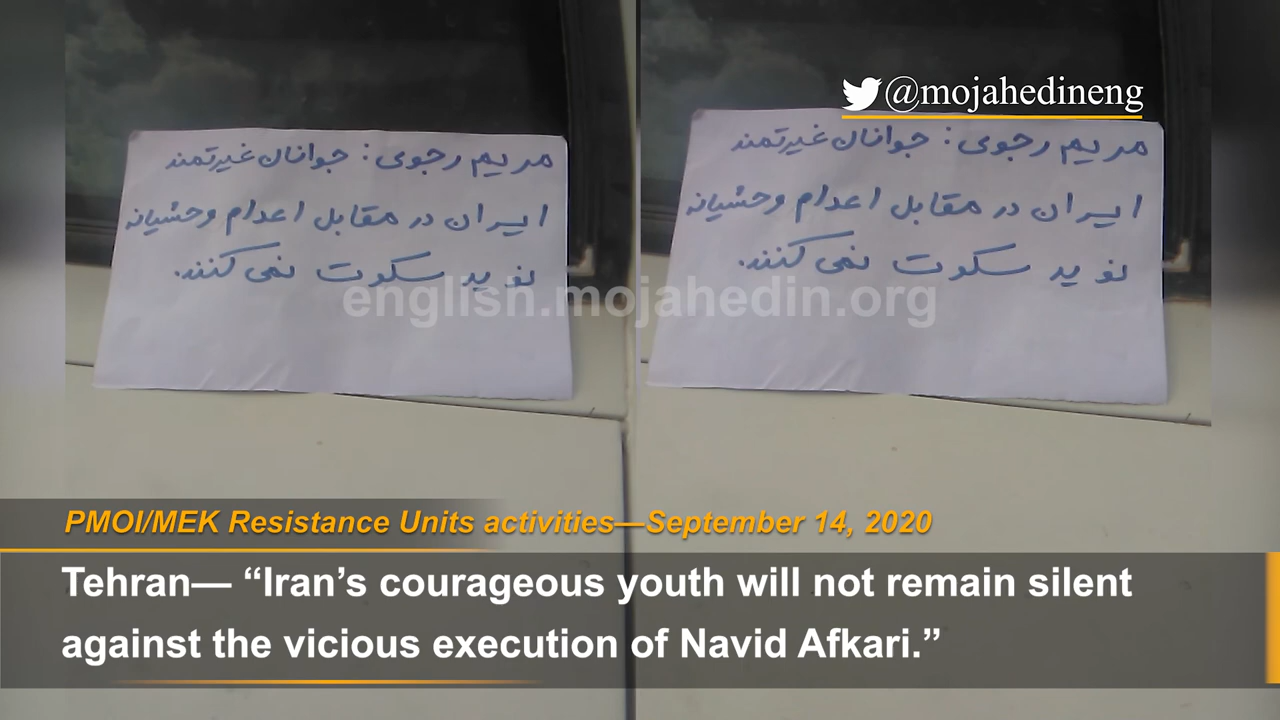 @mojahedineng
مریم رجوی: جوانان غیرتمند
ایران در مقابل اعدام وحشیانه
نوید سکوت نمی کنند.
مریم رجوی: جوانان غیرتمند
ایران در مقابل اعدام وحشیانه
نوید سکوت نمی کنند.
english.mojahedin.org
PMOI/MEK Resistance Units activities—September 14, 2020
Tehran— “Iran’s courageous youth will not remain silent
against the vicious execution of Navid Afkari.”